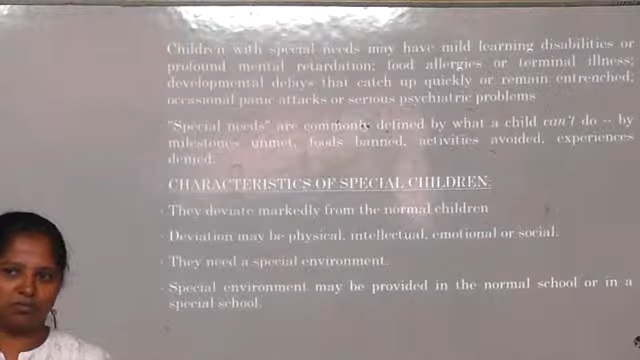 Children with special needs may have mild learning disabilities or
profound mental retardation; food allergies or terminal illness;
developmental delays that catch up quickly or remain entrenched;
occasional panic attacks or serious psychiatric problems
"Special needs" are commonly defined by what a child can't do -- by
milestones unmet, foods banned, activities avoided, experiences
denied.
CHARACTERISTICS OF SPECIAL CHILDREN:
They deviate markedly from the normal children
Deviation may be physical, intellectual, emotional or social.
They need a special environment.
Special environment may be provided in the normal school or in a
special school.